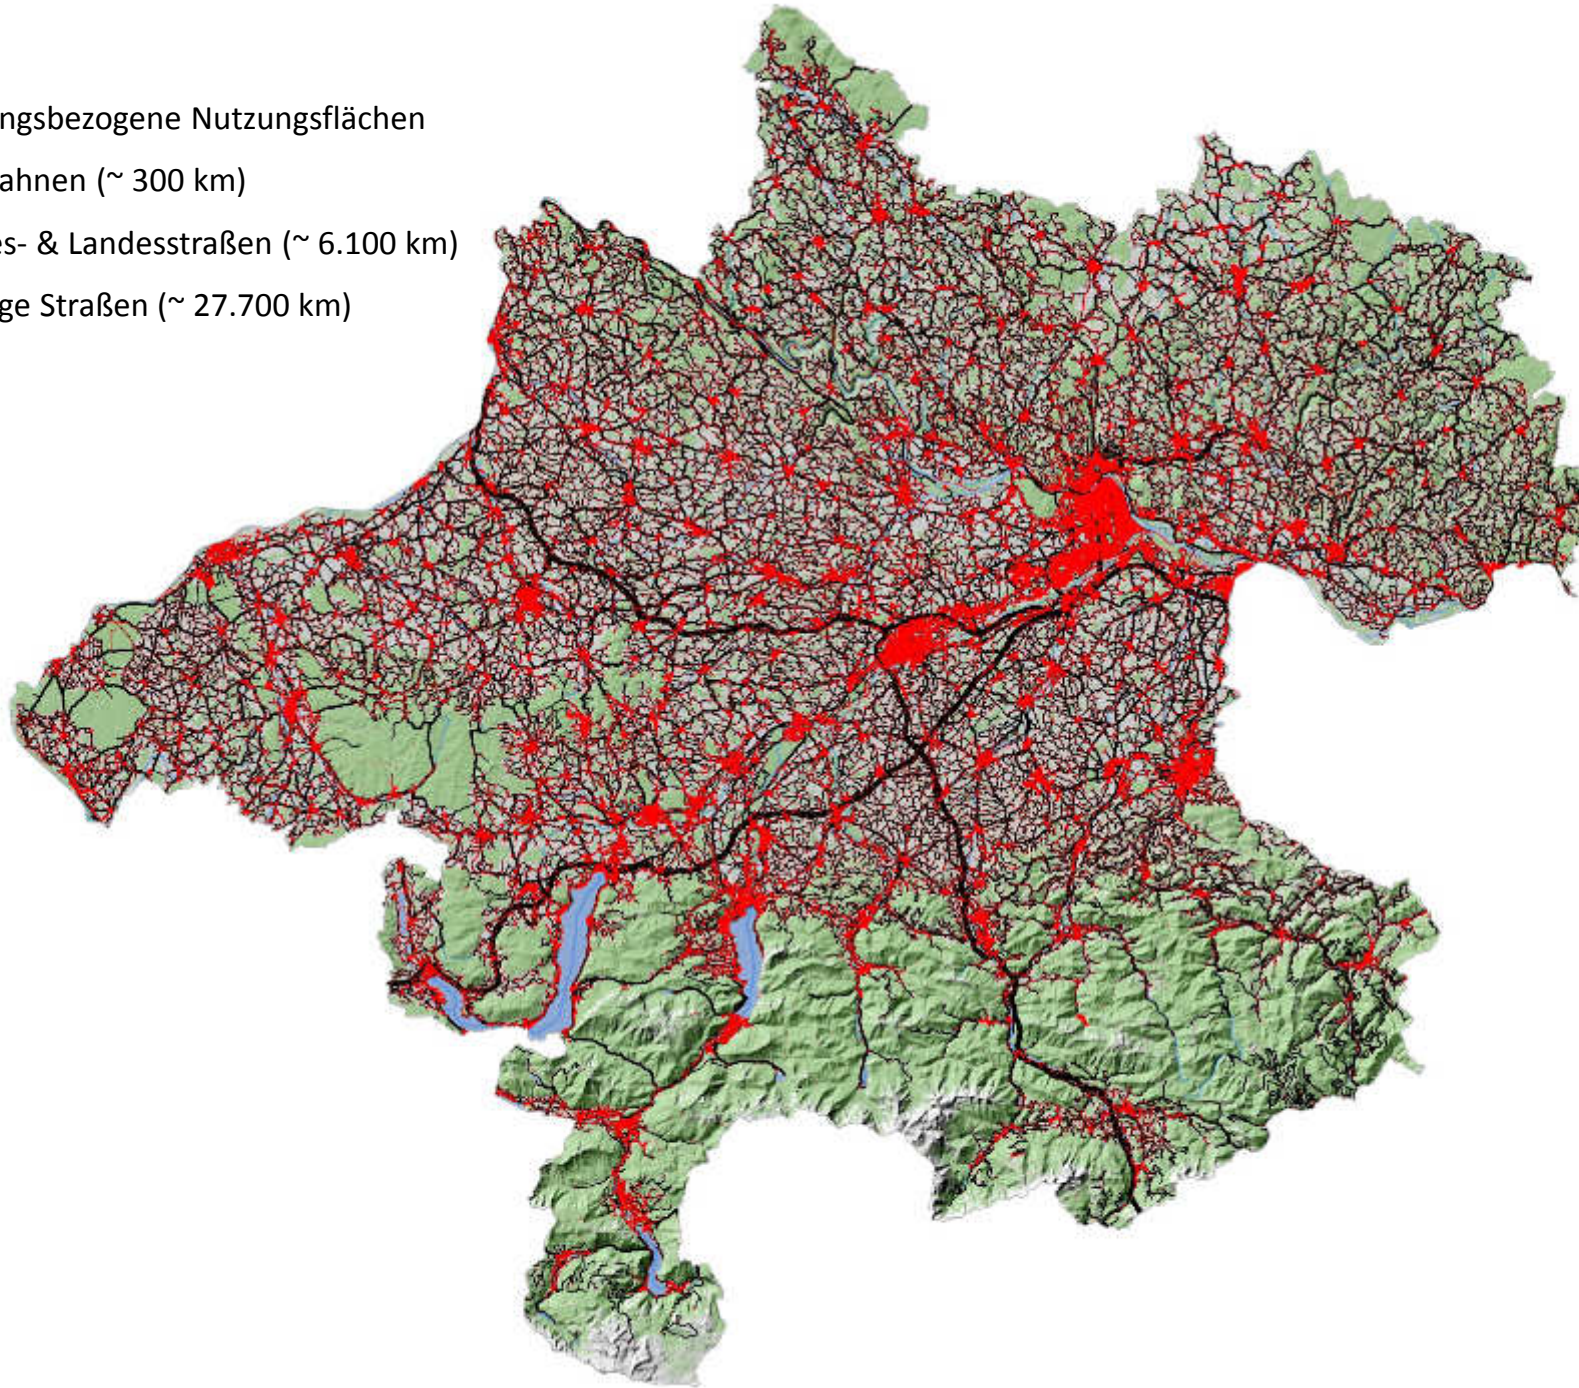 ngsbezogene Nutzungsflächen
ahnen (~ 300 km)
es- & Landesstraßen (~ 6.100 km)
ge Straßen (~ 27.700 km)